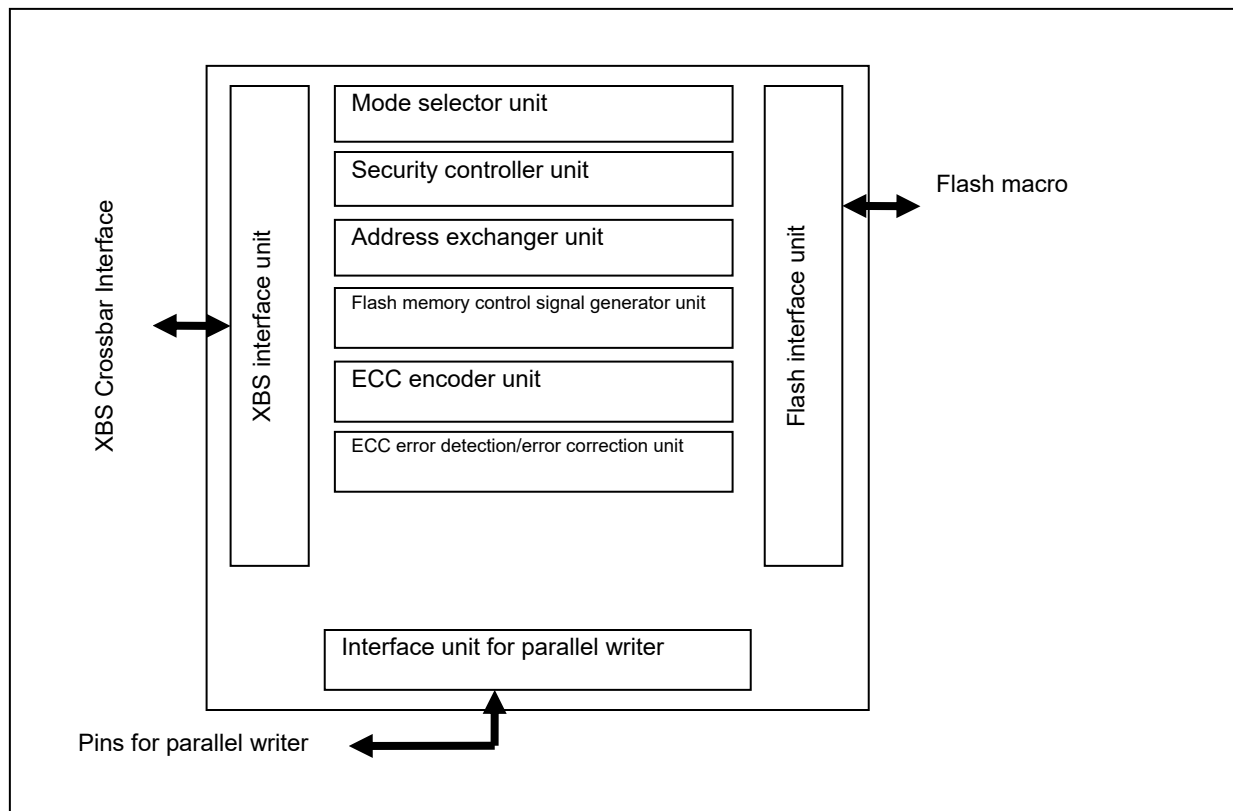 Mode selector unit
Security controller unit
Address exchanger unit
Flash memory control signal generator unit
ECC encoder unit
ECC error detection/error correction unit
XBS Crossbar Interface
XBS interface unit
Flash interface unit
Flash macro
Interface unit for parallel writer
Pins for parallel writer